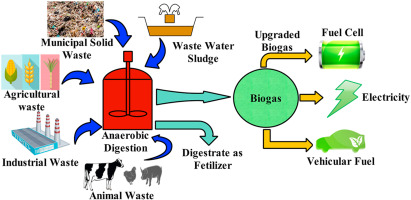 Municipal Solid
Waste
Waste Water
Sludge
Upgraded
Biogas
Fuel Cell
Agricultural
waste
Biogas
Electricity
Anaerobic
Digestion
Industrial Waste
Digestrate as
Fetilizer
Vehicular Fuel
Animal Waste